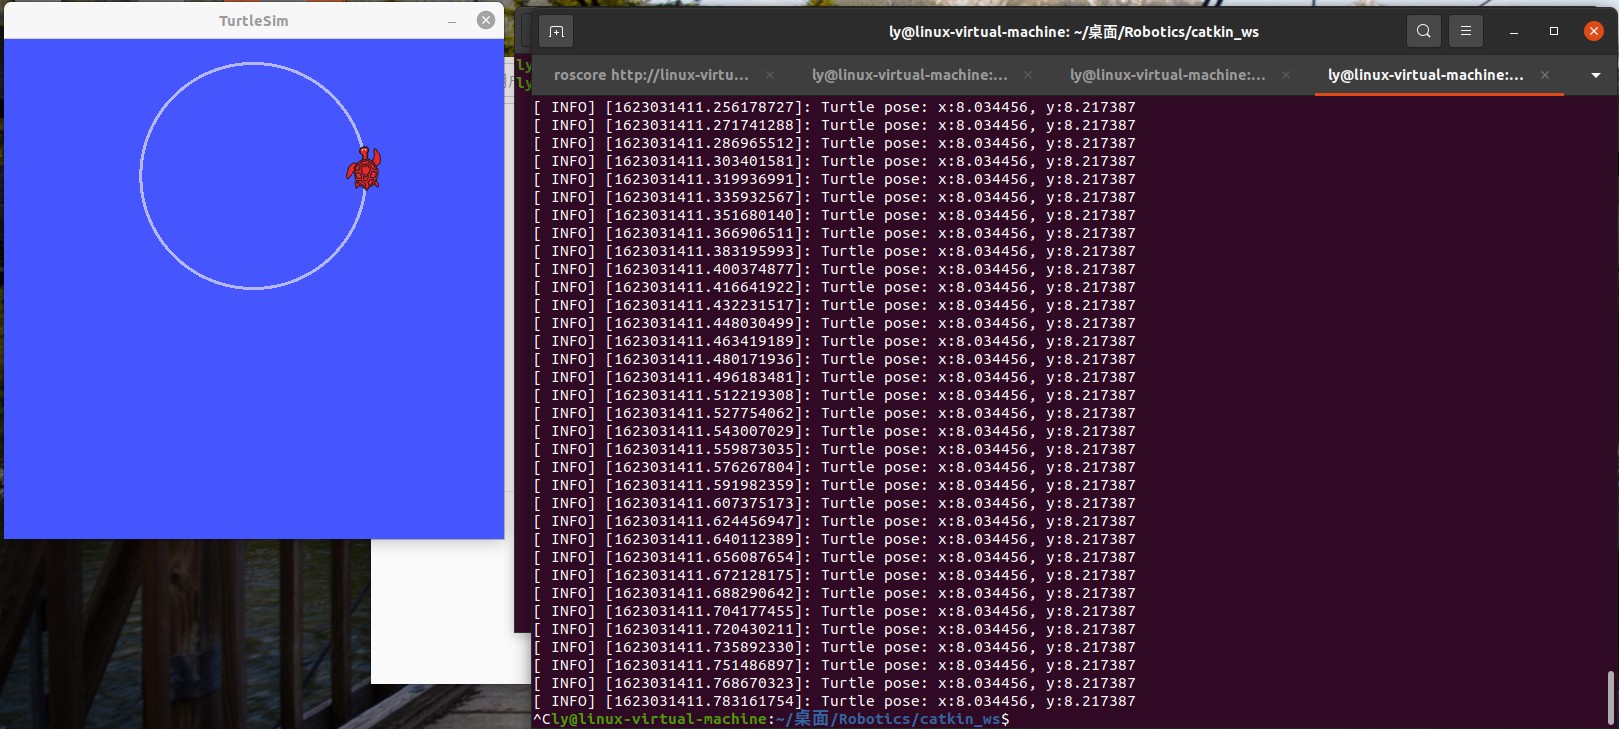 TurtleSim
ly@linux-virtual-machine: ~/桌面/Robotics/catkin_ws
roscore http://linux-virtu... ly@linux-virtual-machine:... ly@linux-virtual-machine:... ly@linux-virtual-machine:...
ly
ly
[ INFO] [1623031411.256178727]: Turtle pose: x:8.034456, y:8.217387
[ INFO] [1623031411.271741288]: Turtle pose: x:8.034456, y:8.217387
[ INFO] [1623031411.286965512]: Turtle pose: x:8.034456, y:8.217387
[ INFO] [1623031411.303401581]: Turtle pose: x:8.034456, y:8.217387
[ INFO] [1623031411.319936991]: Turtle pose: x:8.034456, y:8.217387
[ INFO] [1623031411.335932567]: Turtle pose: x:8.034456, y:8.217387
[ INFO] [1623031411.351680140]: Turtle pose: x:8.034456, y:8.217387
[ INFO] [1623031411.366906511]: Turtle pose: x:8.034456, y:8.217387
[ INFO] [1623031411.383195993]: Turtle pose: x:8.034456, y:8.217387
[ INFO] [1623031411.400374877]: Turtle pose: x:8.034456, y:8.217387
[ INFO] [1623031411.416641922]: Turtle pose: x:8.034456, y:8.217387
[ INFO] [1623031411.432231517]: Turtle pose: x:8.034456, y:8.217387
[ INFO] [1623031411.448030499]: Turtle pose: x:8.034456, y:8.217387
[ INFO] [1623031411.463419189]: Turtle pose: x:8.034456, y:8.217387
[ INFO] [1623031411.480171936]: Turtle pose: x:8.034456, y:8.217387
[ INFO] [1623031411.496183481]: Turtle pose: x:8.034456, y:8.217387
[ INFO] [1623031411.512219308]: Turtle pose: x:8.034456, y:8.217387
[ INFO] [1623031411.527754062]: Turtle pose: x:8.034456, y:8.217387
[ INFO] [1623031411.543007029]: Turtle pose: x:8.034456, y:8.217387
[ INFO] [1623031411.559873035]: Turtle pose: x:8.034456, y:8.217387
[ INFO] [1623031411.576267804]: Turtle pose: x:8.034456, y:8.217387
[ INFO] [1623031411.591982359]: Turtle pose: x:8.034456, y:8.217387
[ INFO] [1623031411.607375173]: Turtle pose: x:8.034456, y:8.217387
[ INFO] [1623031411.624456947]: Turtle pose: x:8.034456, y:8.217387
[ INFO] [1623031411.640112389]: Turtle pose: x:8.034456, y:8.217387
[ INFO] [1623031411.656087654]: Turtle pose: x:8.034456, y:8.217387
[ INFO] [1623031411.672128175]: Turtle pose: x:8.034456, y:8.217387
[ INFO] [1623031411.688290642]: Turtle pose: x:8.034456, y:8.217387
[ INFO] [1623031411.704177455]: Turtle pose: x:8.034456, y:8.217387
[ INFO] [1623031411.720430211]: Turtle pose: x:8.034456, y:8.217387
[ INFO] [1623031411.735892330]: Turtle pose: x:8.034456, y:8.217387
[ INFO] [1623031411.751486897]: Turtle pose: x:8.034456, y:8.217387
[ INFO] [1623031411.768670323]: Turtle pose: x:8.034456, y:8.217387
[ INFO] [1623031411.783161754]: Turtle pose: x:8.034456, y:8.217387
^Cly@linux-virtual-machine:~/桌面/Robotics/catkin_ws$